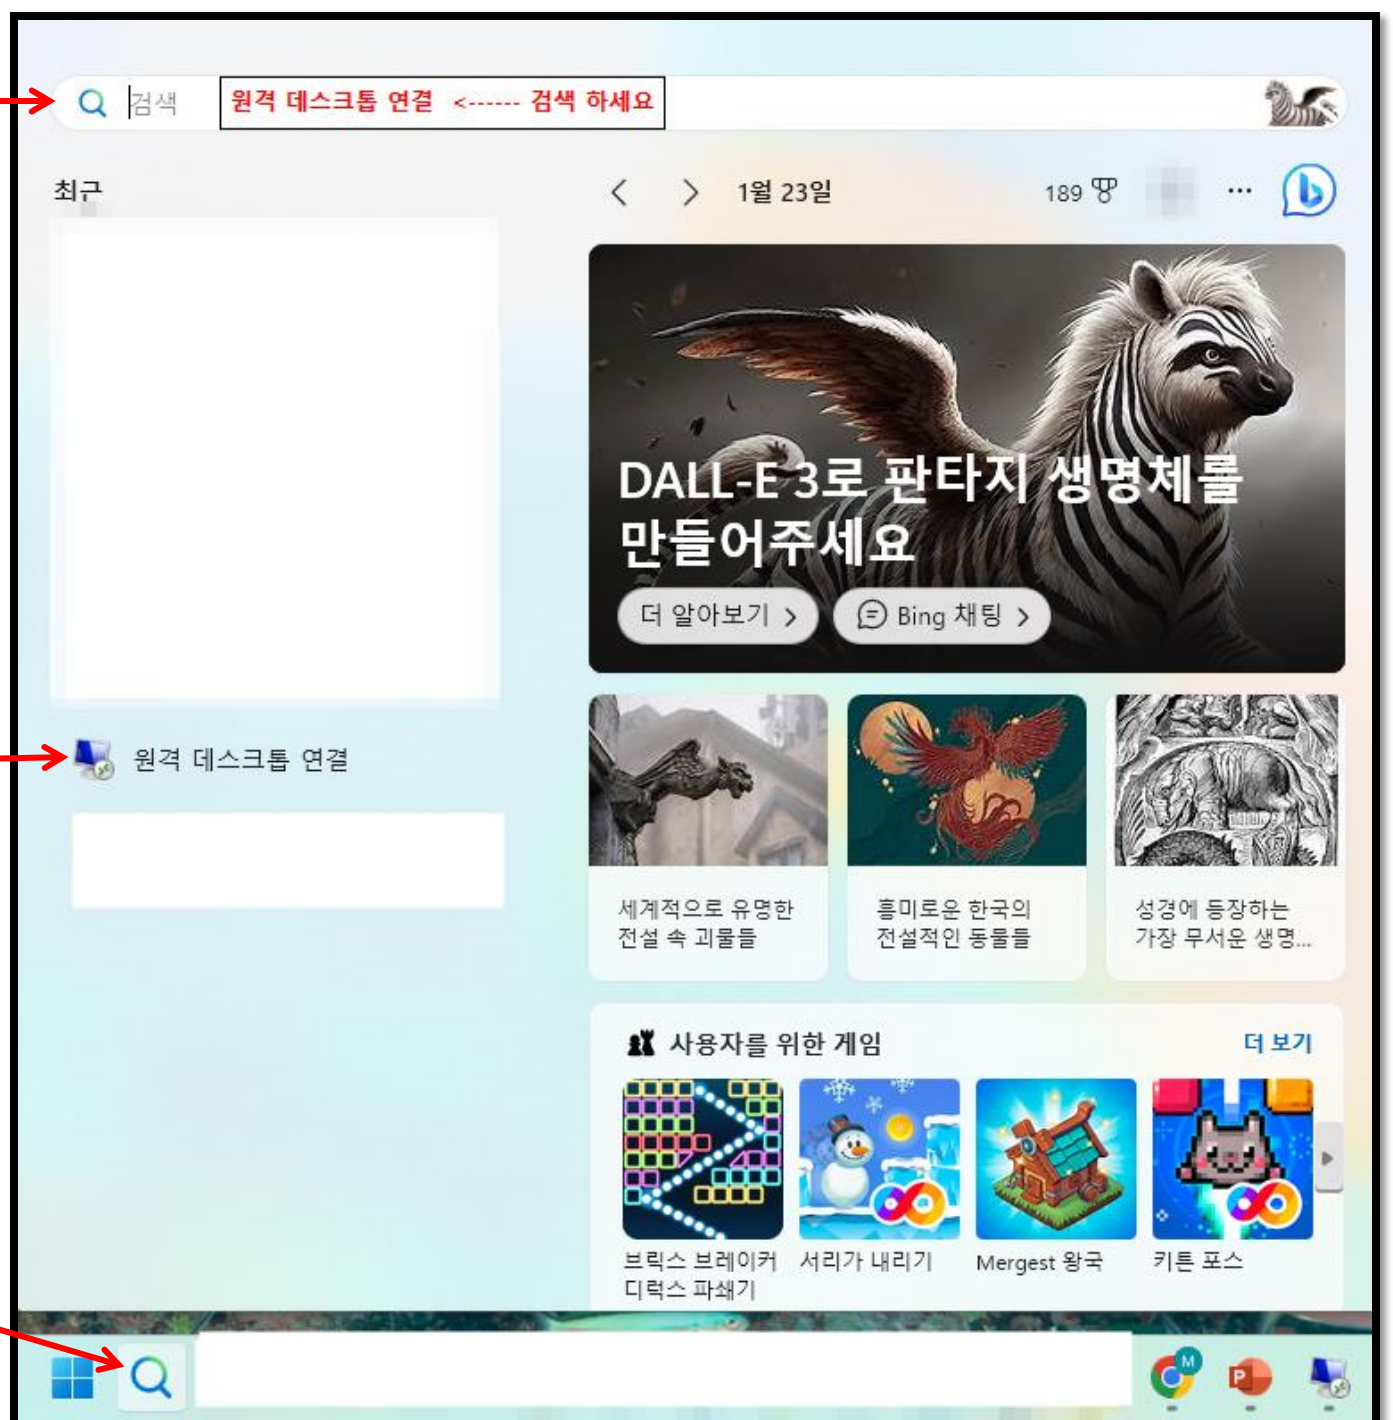 검색 원격 데스크톱 연결 <------ 검색 하세요
최근
1월 23일
189
DALL-E 3로 판타지 생명체를
만들어주세요
더 알아보기
Bing 채팅
원격 데스크톱 연결
세계적으로 유명한
전설 속 괴물들
흥미로운 한국의
전설적인 동물들
성경에 등장하는
가장 무서운 생명...
사용자를 위한 게임
더 보기
브릭스 브레이커
디럭스 파쇄기
서리가 내리기
Mergest 왕국
키튼 포스
M
P